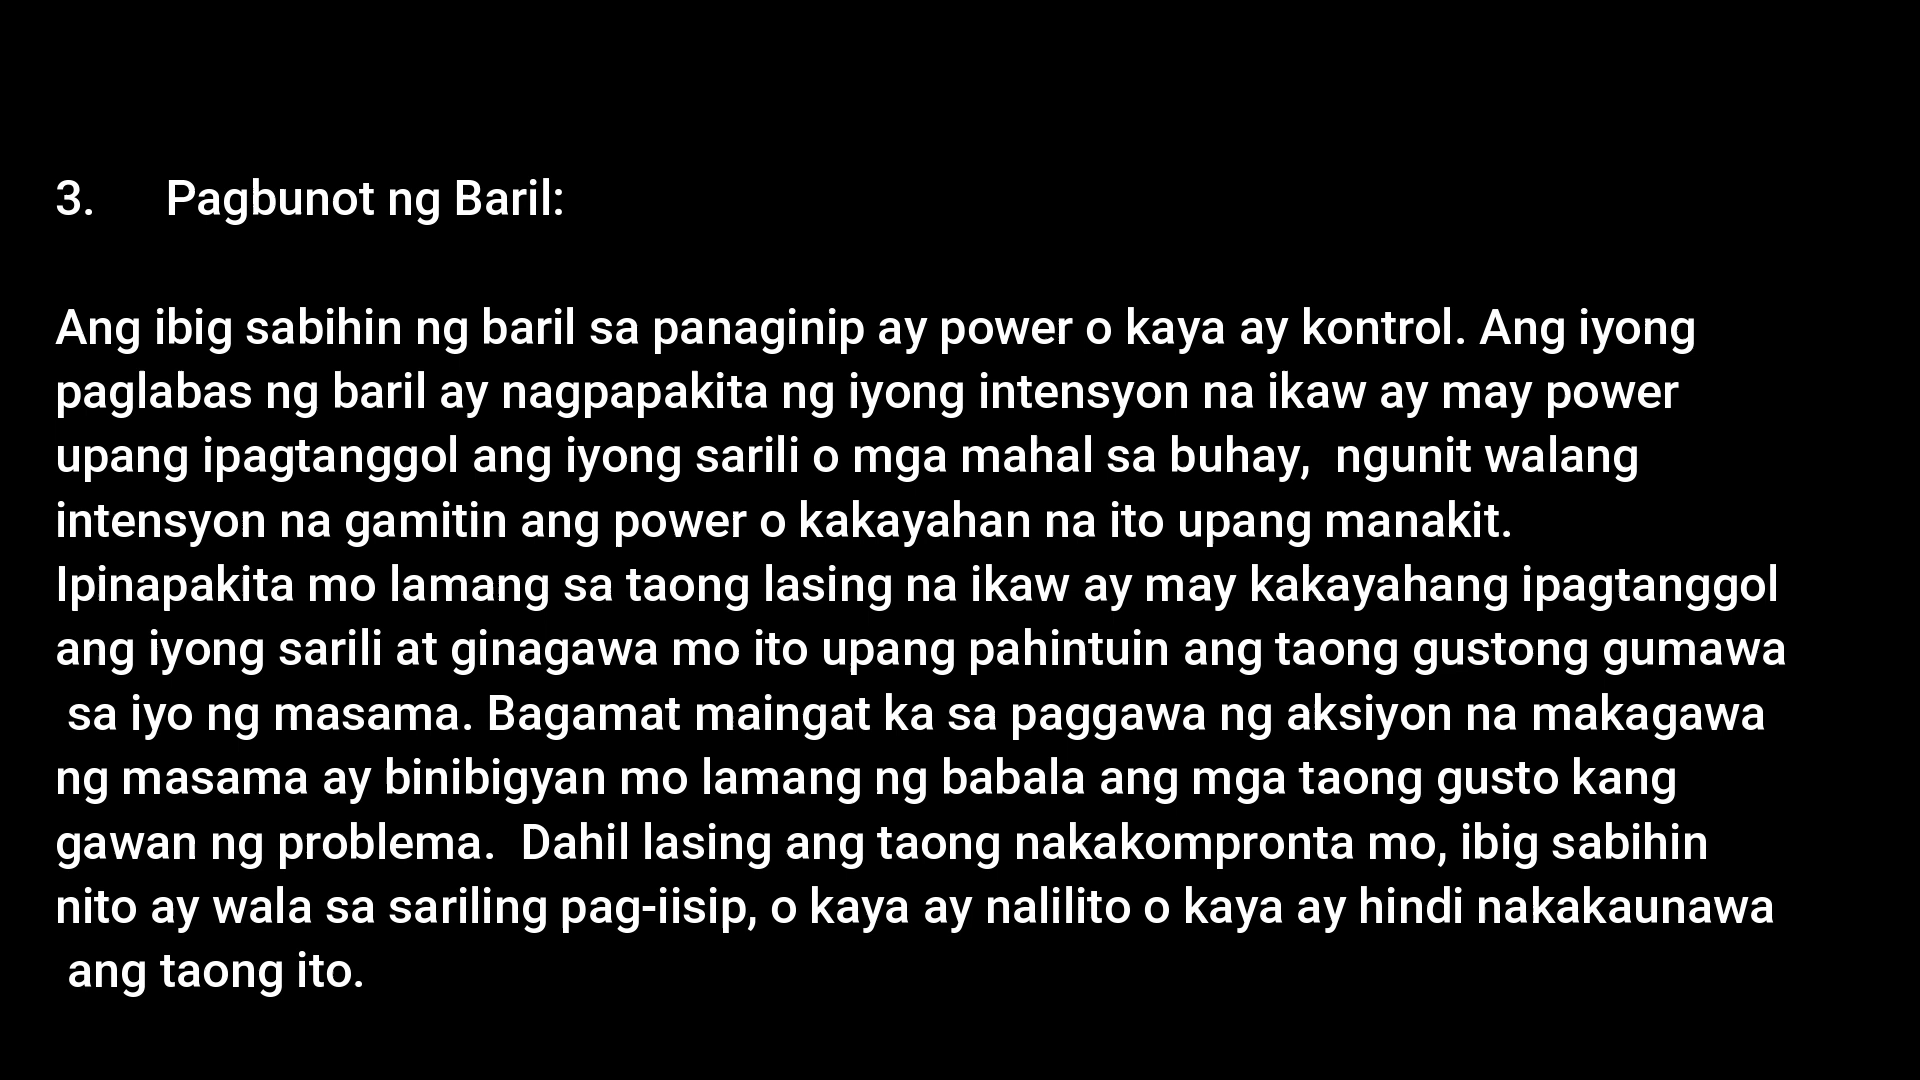 3. Pagbunot ng Baril:
Ang ibig sabihin ng baril sa panaginip ay power o kaya ay kontrol. Ang iyong
paglabas ng baril ay nagpapakita ng iyong intensyon na ikaw ay may power
upang ipagtanggol ang iyong sarili o mga mahal sa buhay,  ngunit walang
intensyon na gamitin ang power o kakayahan na ito upang manakit.
Ipinapakita mo lamang sa taong lasing na ikaw ay may kakayahang ipagtanggol
ang iyong sarili at ginagawa mo ito upang pahintuin ang taong gustong gumawa
sa iyo ng masama. Bagamat maingat ka sa paggawa ng aksiyon na makagawa
ng masama ay binibigyan mo lamang ng babala ang mga taong gusto kang
gawan ng problema.  Dahil lasing ang taong nakakompronta mo, ibig sabihin
nito ay wala sa sariling pag-iisip, o kaya ay nalilito o kaya ay hindi nakakaunawa
ang taong ito.